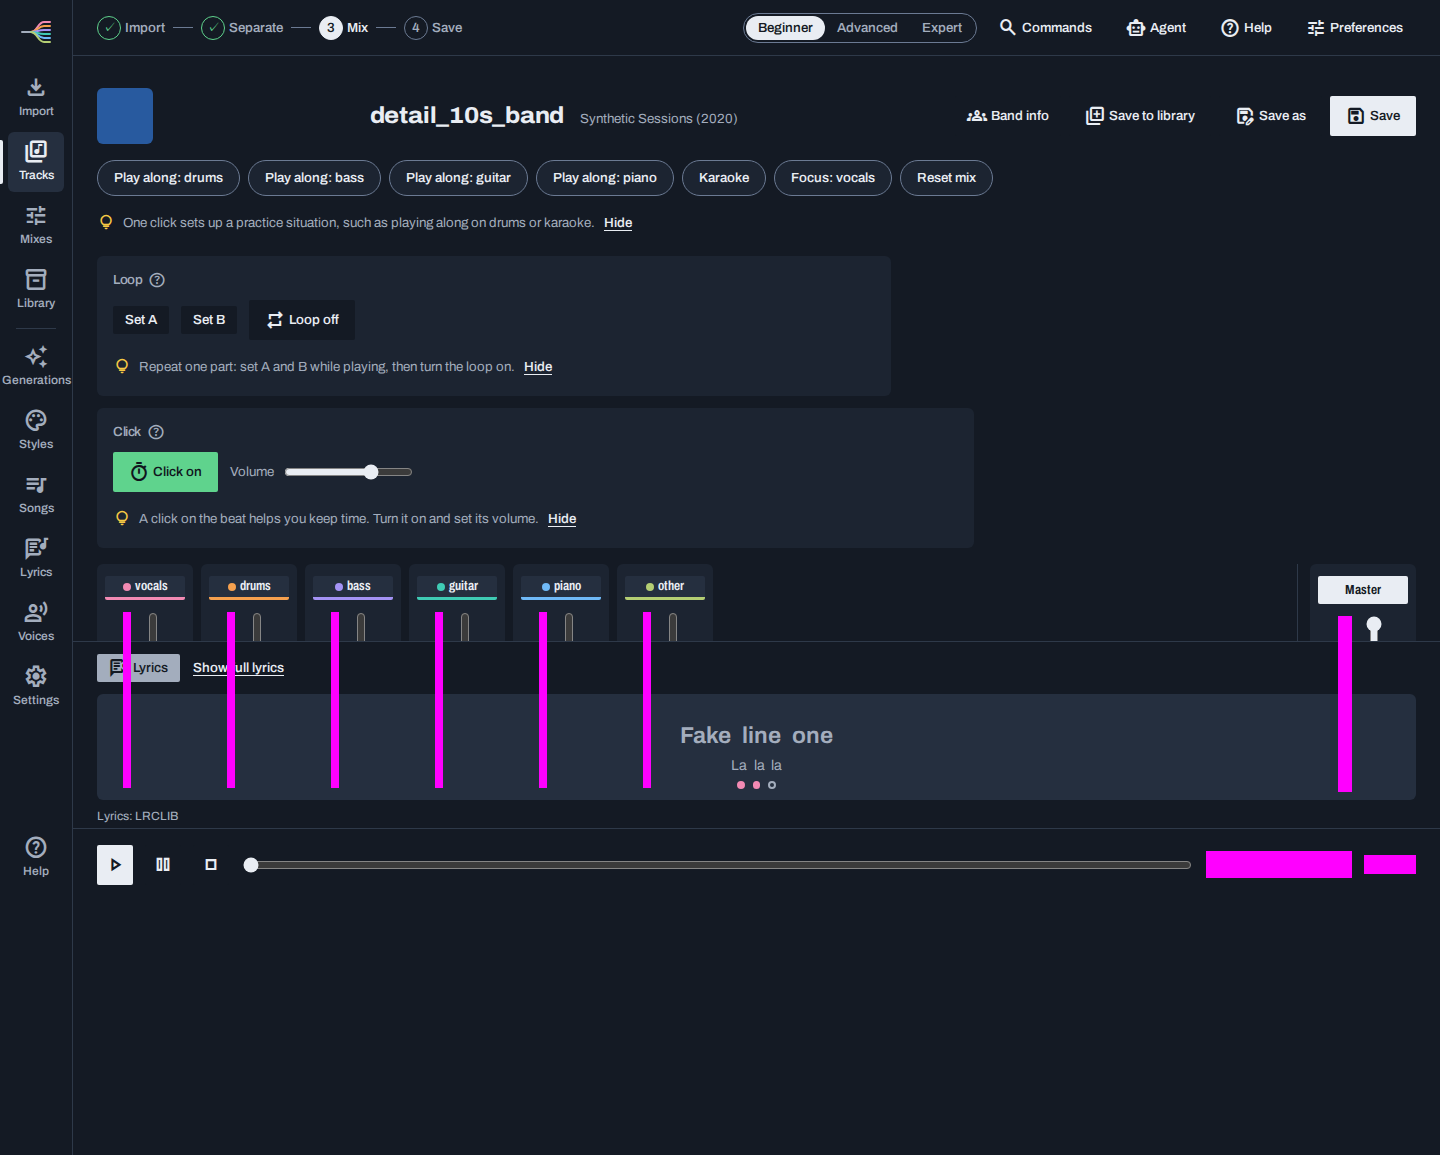 Import
Separate
3 Mix
4 Save
Beginner
Advanced
Expert
Commands
Agent
Help
Preferences
Import
Tracks
Mixes
Library
Generations
Styles
Songs
Lyrics
Voices
Settings
Help
detail_10s_band
Synthetic Sessions (2020)
Band info
Save to library
Save as
Save
Play along: drums
Play along: bass
Play along: guitar
Play along: piano
Karaoke
Focus: vocals
Reset mix
One click sets up a practice situation, such as playing along on drums or karaoke. Hide
Loop
Set A
Set B
Loop off
Repeat one part: set A and B while playing, then turn the loop on. Hide
Click
Click on
Volume
A click on the beat helps you keep time. Turn it on and set its volume. Hide
vocals
drums
bass
guitar
piano
other
Master
Lyrics
Show full lyrics
Fake line one
La la la
Lyrics: LRCLIB